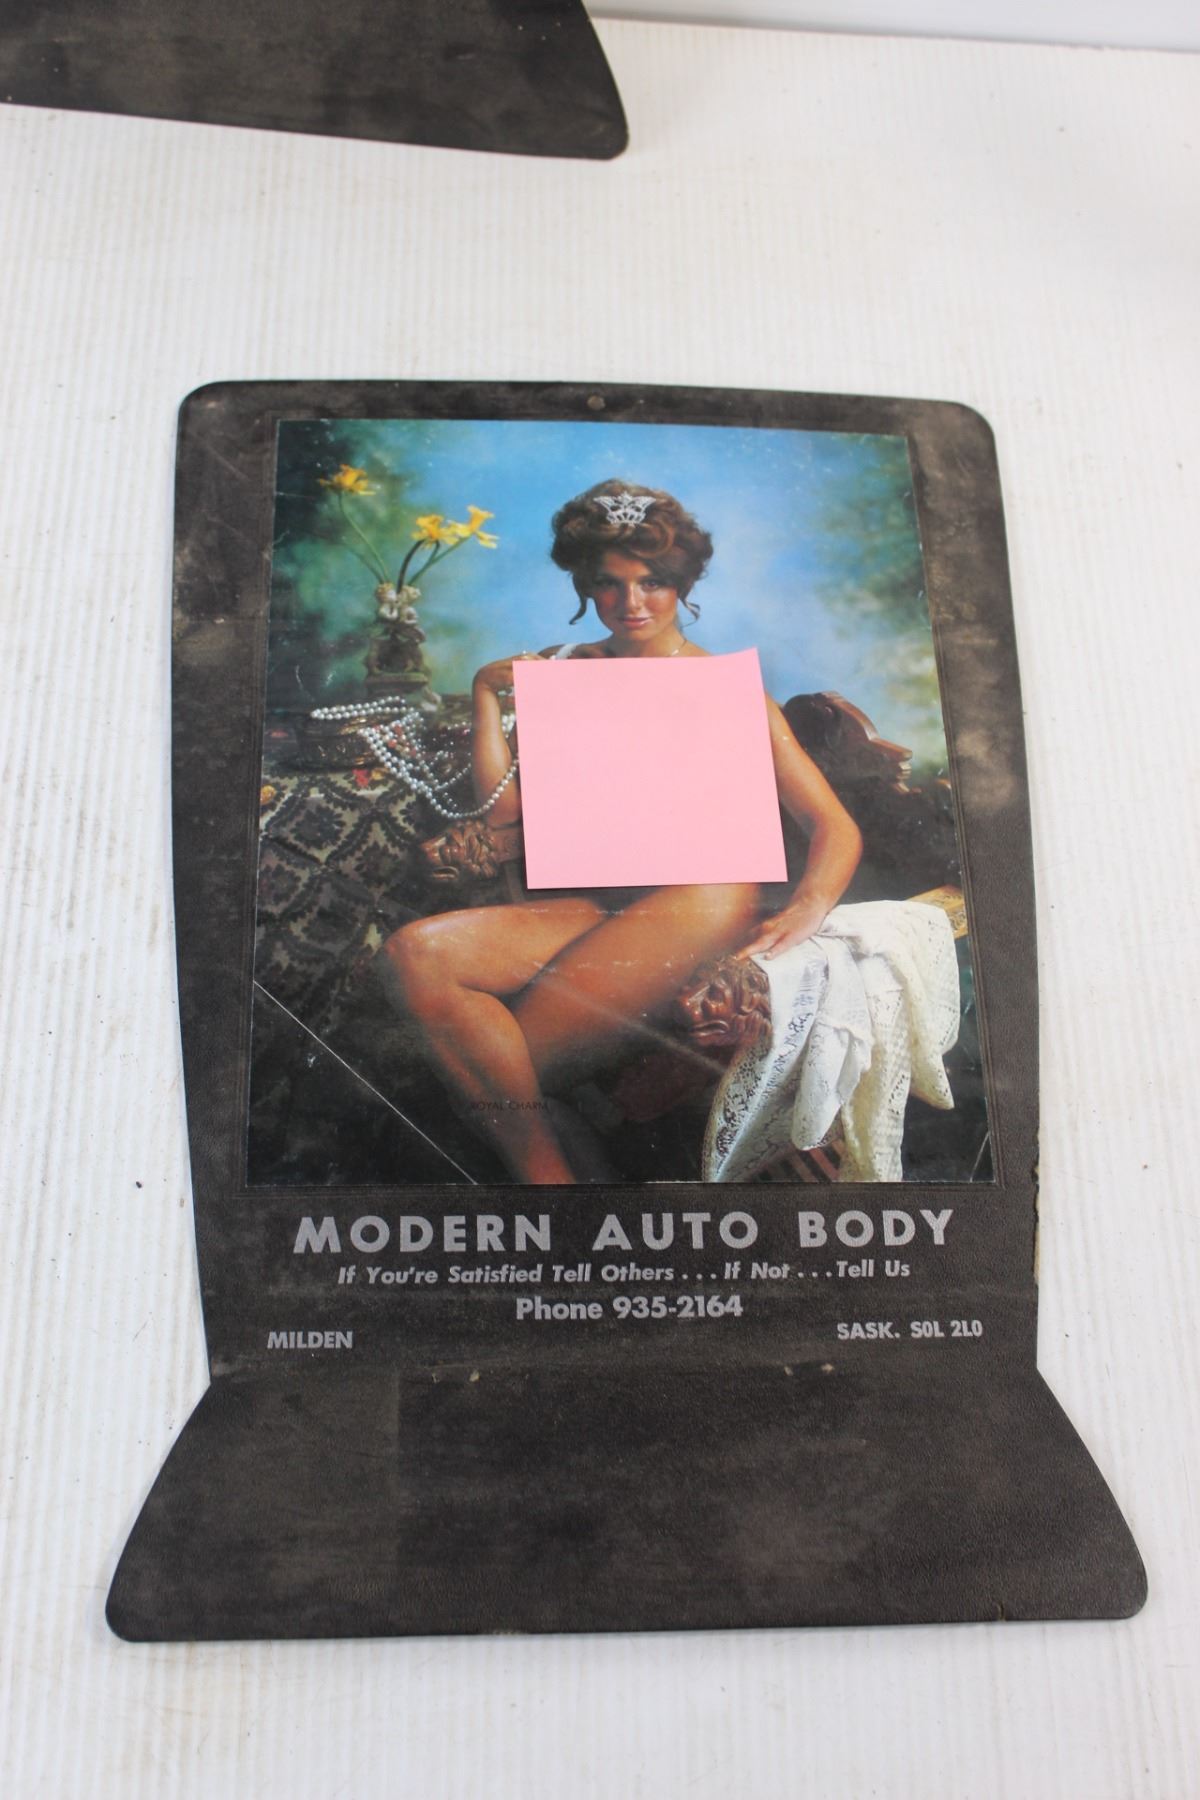 ROYAL CHARM
MODERN AUTO BODY
If You're Satisfied Tell Others . . . If Not . . . Tell Us
Phone 935-2164
MILDEN SASK. S0L 2L0